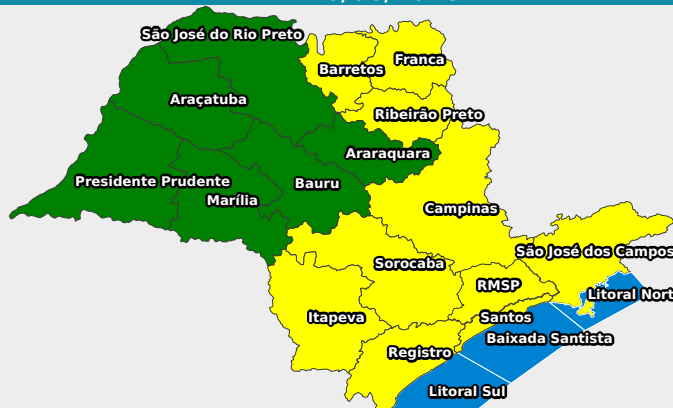 São José do Rio Preto
Franca
Barretos
Araçatuba
Ribeirão Preto
Araraquara
Presidente Prudente
Bauru
Marília
Campinas
São José dos Campos
Sorocaba
RMSP
Litoral Nort
Itapeva
Santos
Baixada Santista
Registro
Litoral Sul